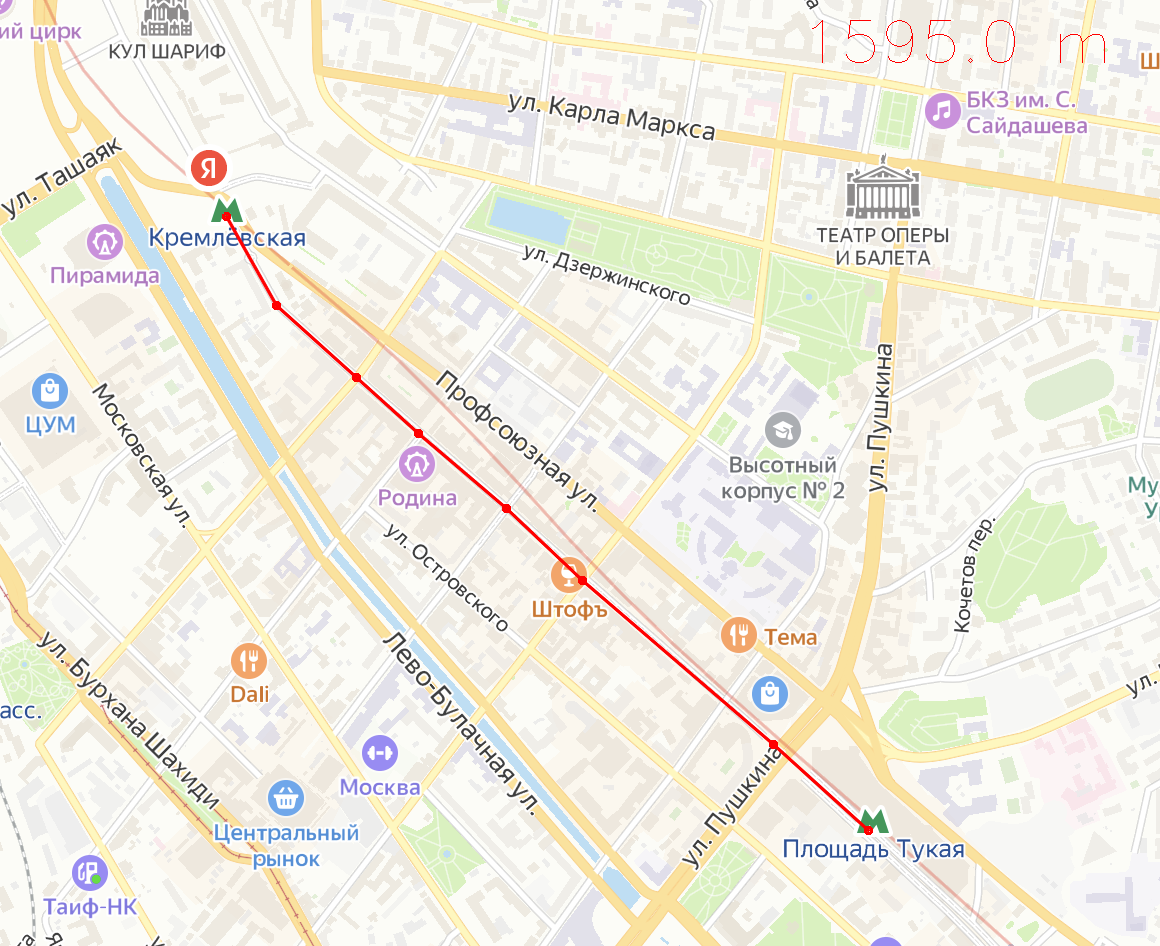 ий цирк
КУЛ ШАРИФ
1595.0 m
ул. Карла Маркса
БКЗ им. С.
Сайдашева
ул. Ташаяк
Я
Кремлёвская
ТЕАТР ОПЕРЫ
И БАЛЕТА
Пирамида
ул. Дзержинского
ЦУМ
Московская ул.
Профсоюзная ул.
ул. Пушкина
Высотный
корпус № 2
Родина
Му
У
ул. Островского
Кочетов пер.
Штофъ
Тема
ул. Бурхана Шахиди
Лево-Булачная ул.
Dali
асс.
ул.
Москва
ул. Пушкина
Центральный
рынок
Площадь Тукая
Таиф-НК